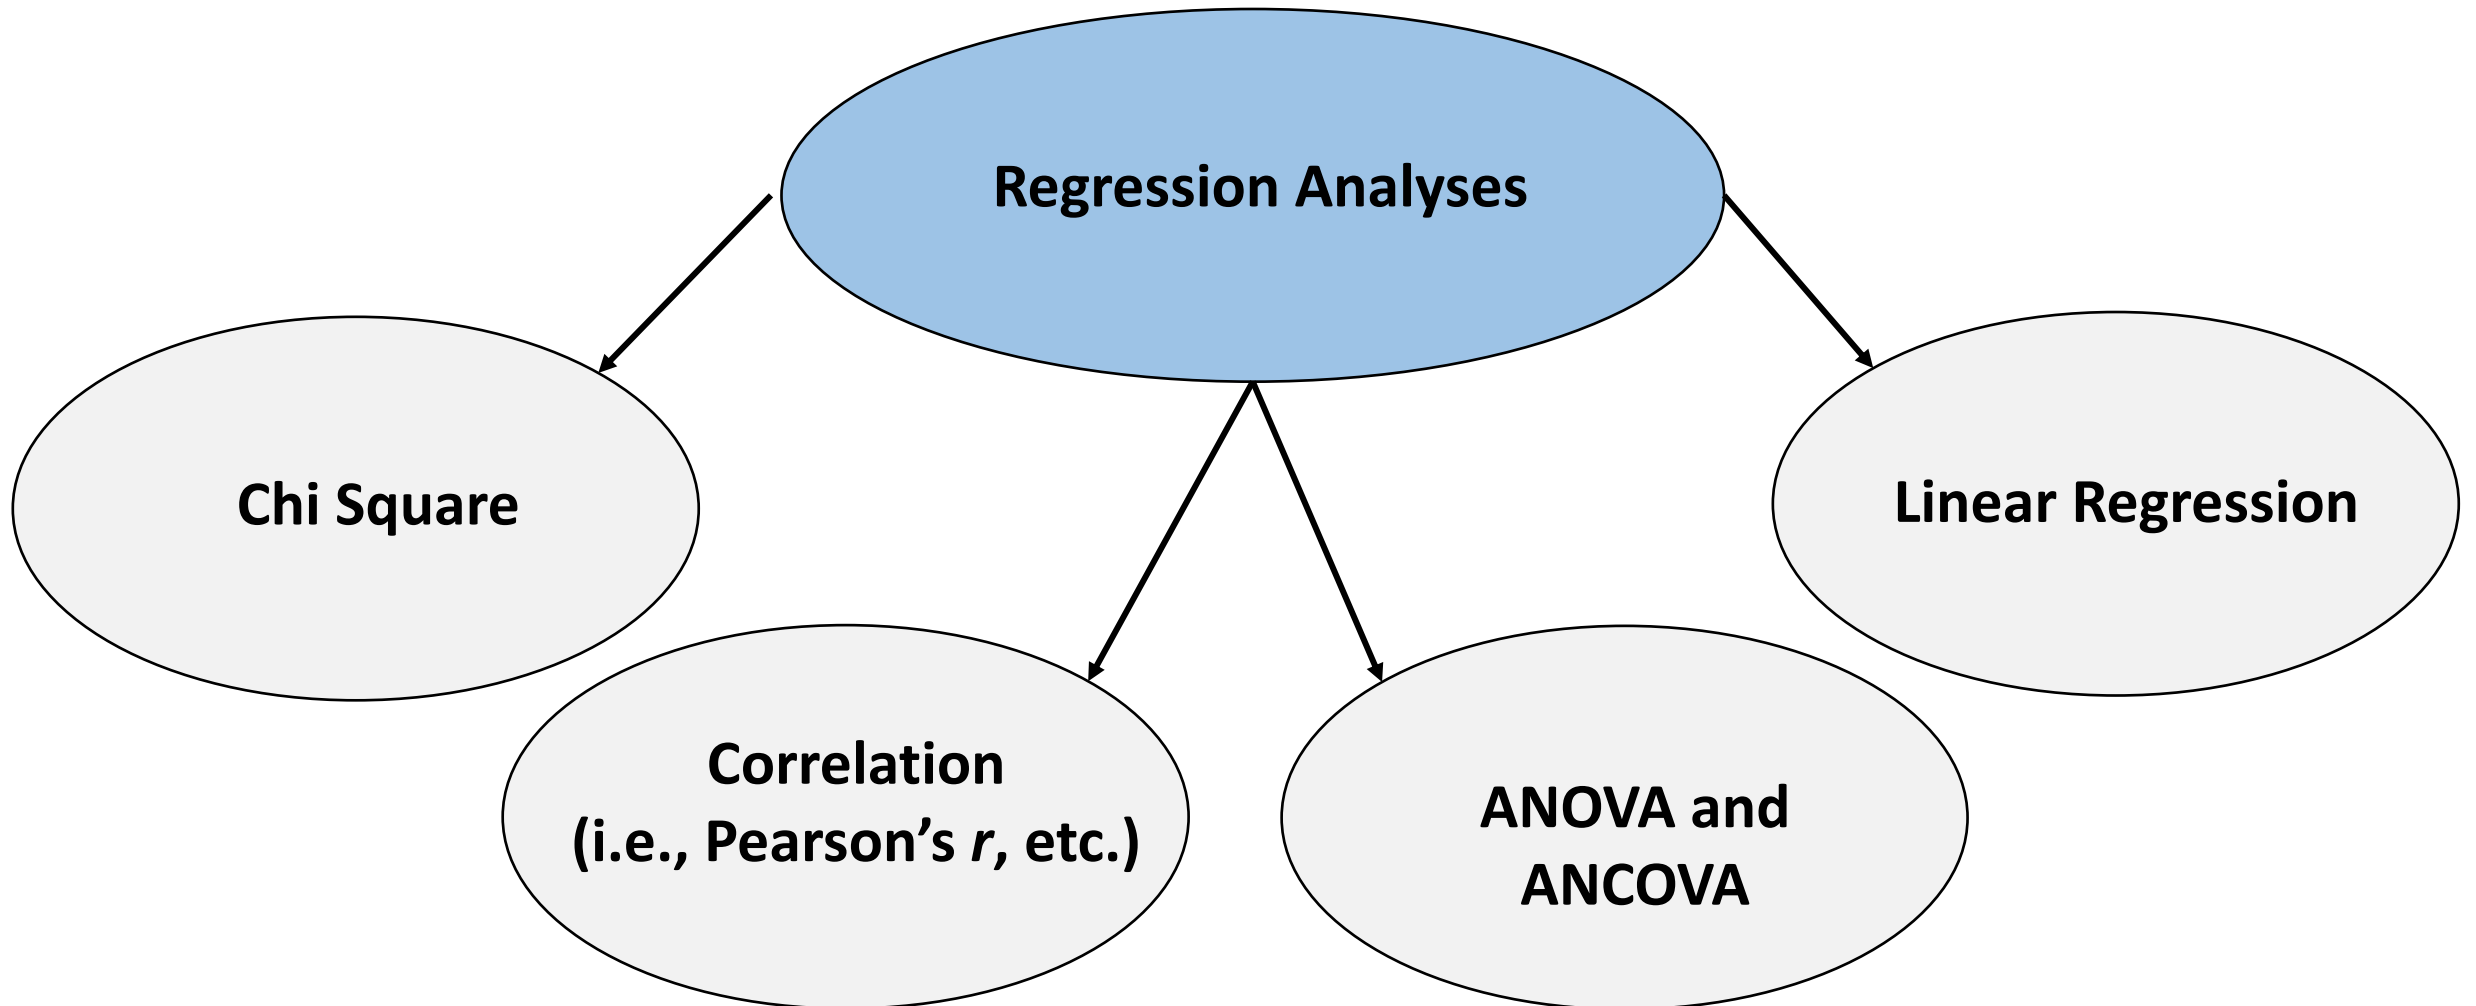 Regression Analyses
Chi Square
Linear Regression
Correlation
(i.e., Pearson’s r, etc.)
ANOVA and
ANCOVA